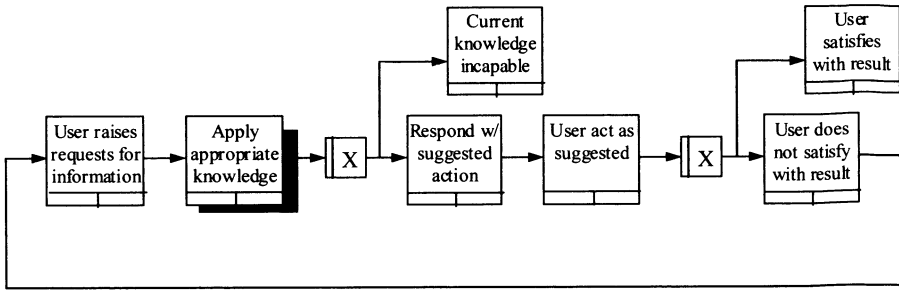 Current
knowledge
incapable
User
satisfies
with result
User raises
requests for
information
Apply
appropriate
knowledge
X
Respond w/
suggested
action
User act as
suggested
X
User does
not satisfy
with result